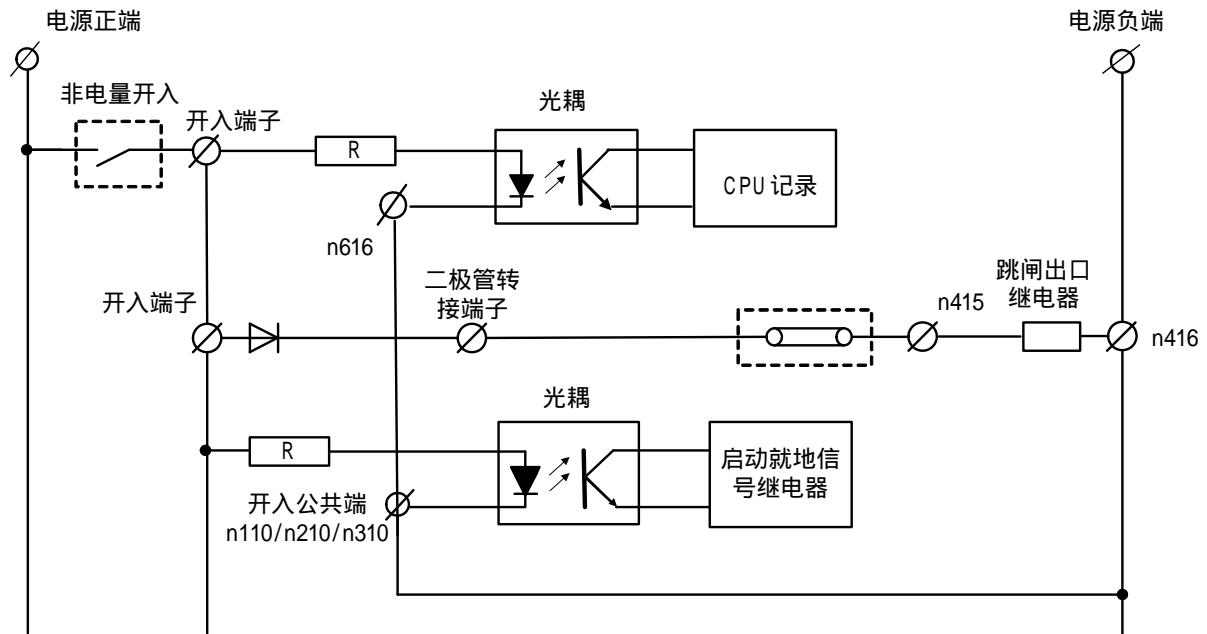 电源正端
电源负端
非电量开入
开入端子
光耦
R
CPU记录
n616
二极管转
接端子
跳闸出口
继电器
开入端子
n415
n416
光耦
R
启动就地信
号继电器
开入公共端
n110/n210/n310